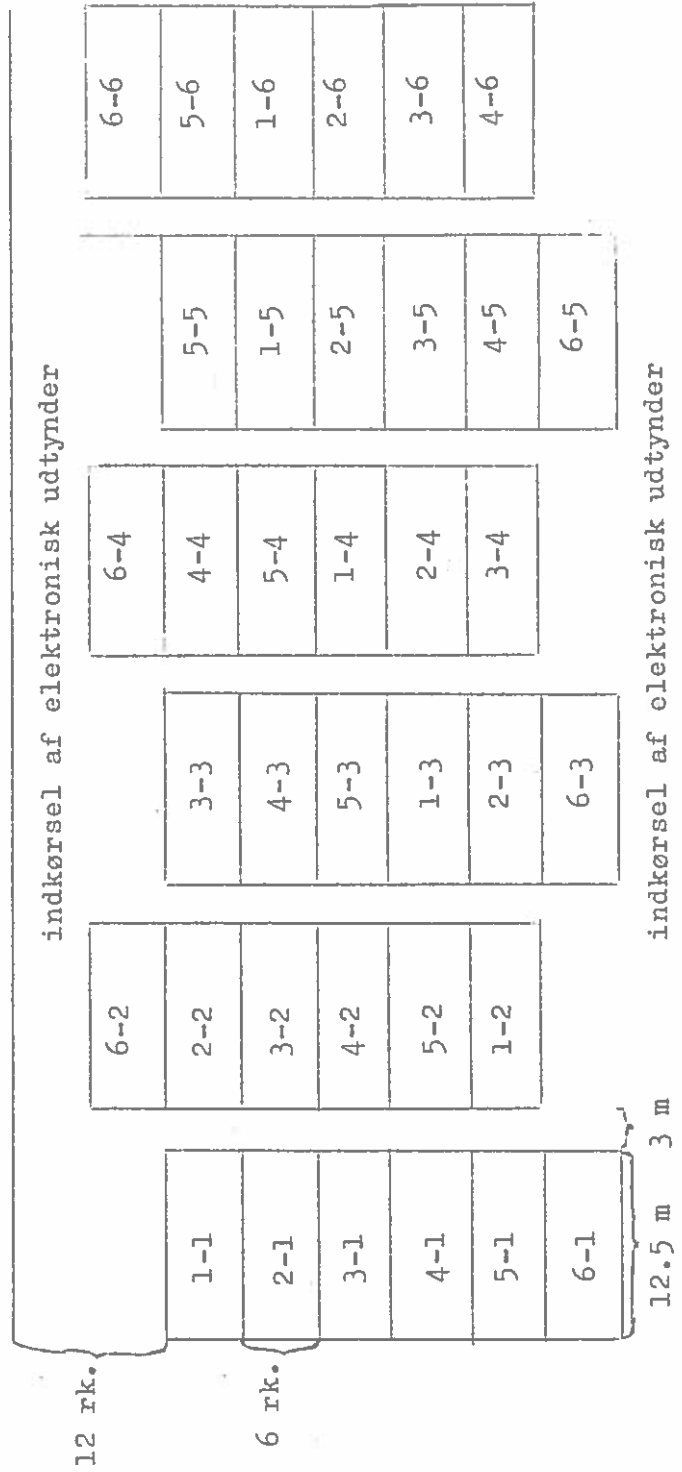 indkørsel af elektronisk udtynder
12 rk. 6-2 6-4 6-6
1-1 2-2 3-3 4-4 5-5 5-6
6 rk. 2-1 3-2 4-3 5-4 1-5 1-6
3-1 4-2 5-3 1-4 2-5 2-6
4-1 5-2 1-3 2-4 3-5 3-6
5-1 1-2 2-3 3-4 4-5 4-6
6-1 6-3 6-5
12.5 m 3 m indkørsel af elektronisk udtynder